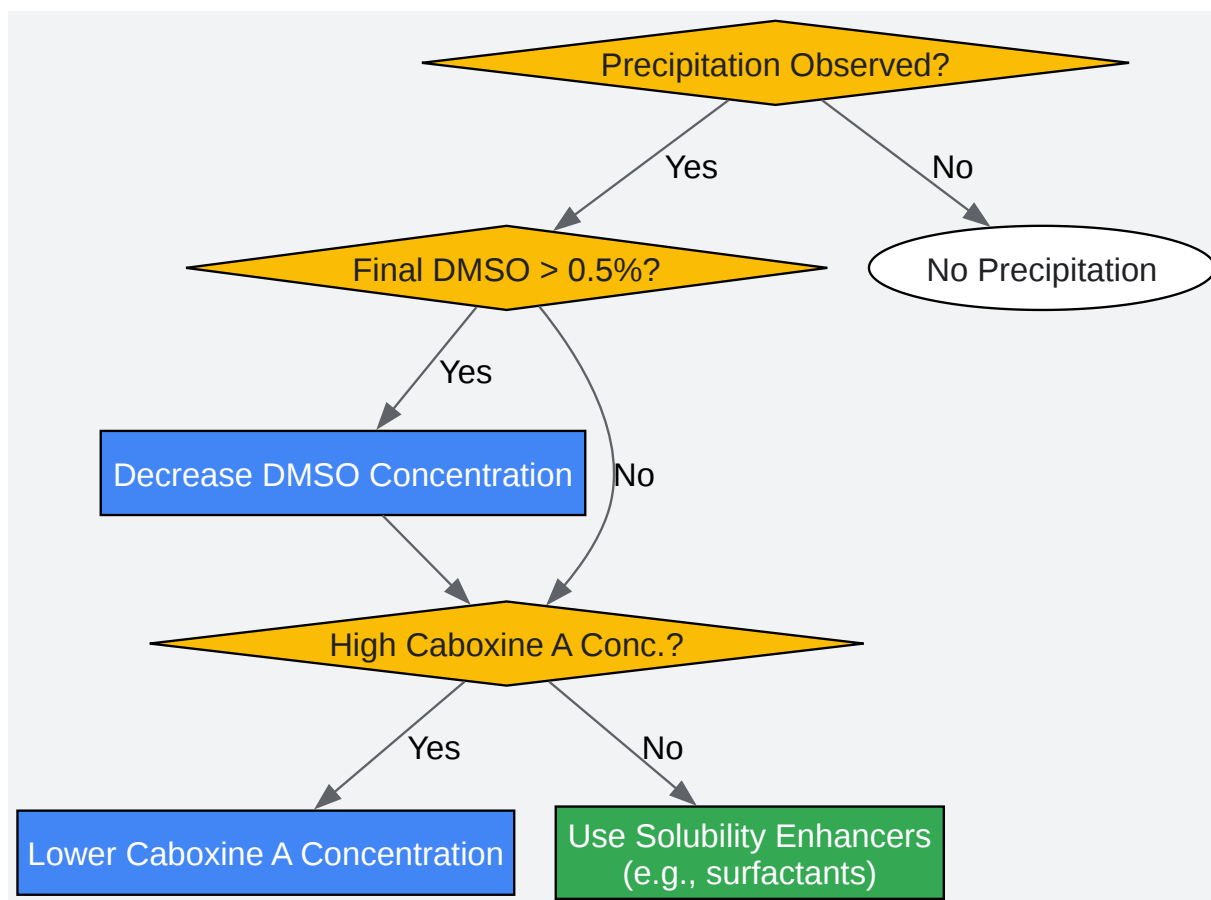 Precipitation Observed?
Yes
No
Final DMSO > 0.5%?
No Precipitation
Yes
Decrease DMSO Concentration
No
High Caboxine A Conc.?
Yes
No
Lower Caboxine A Concentration
Use Solubility Enhancers
(e.g., surfactants)